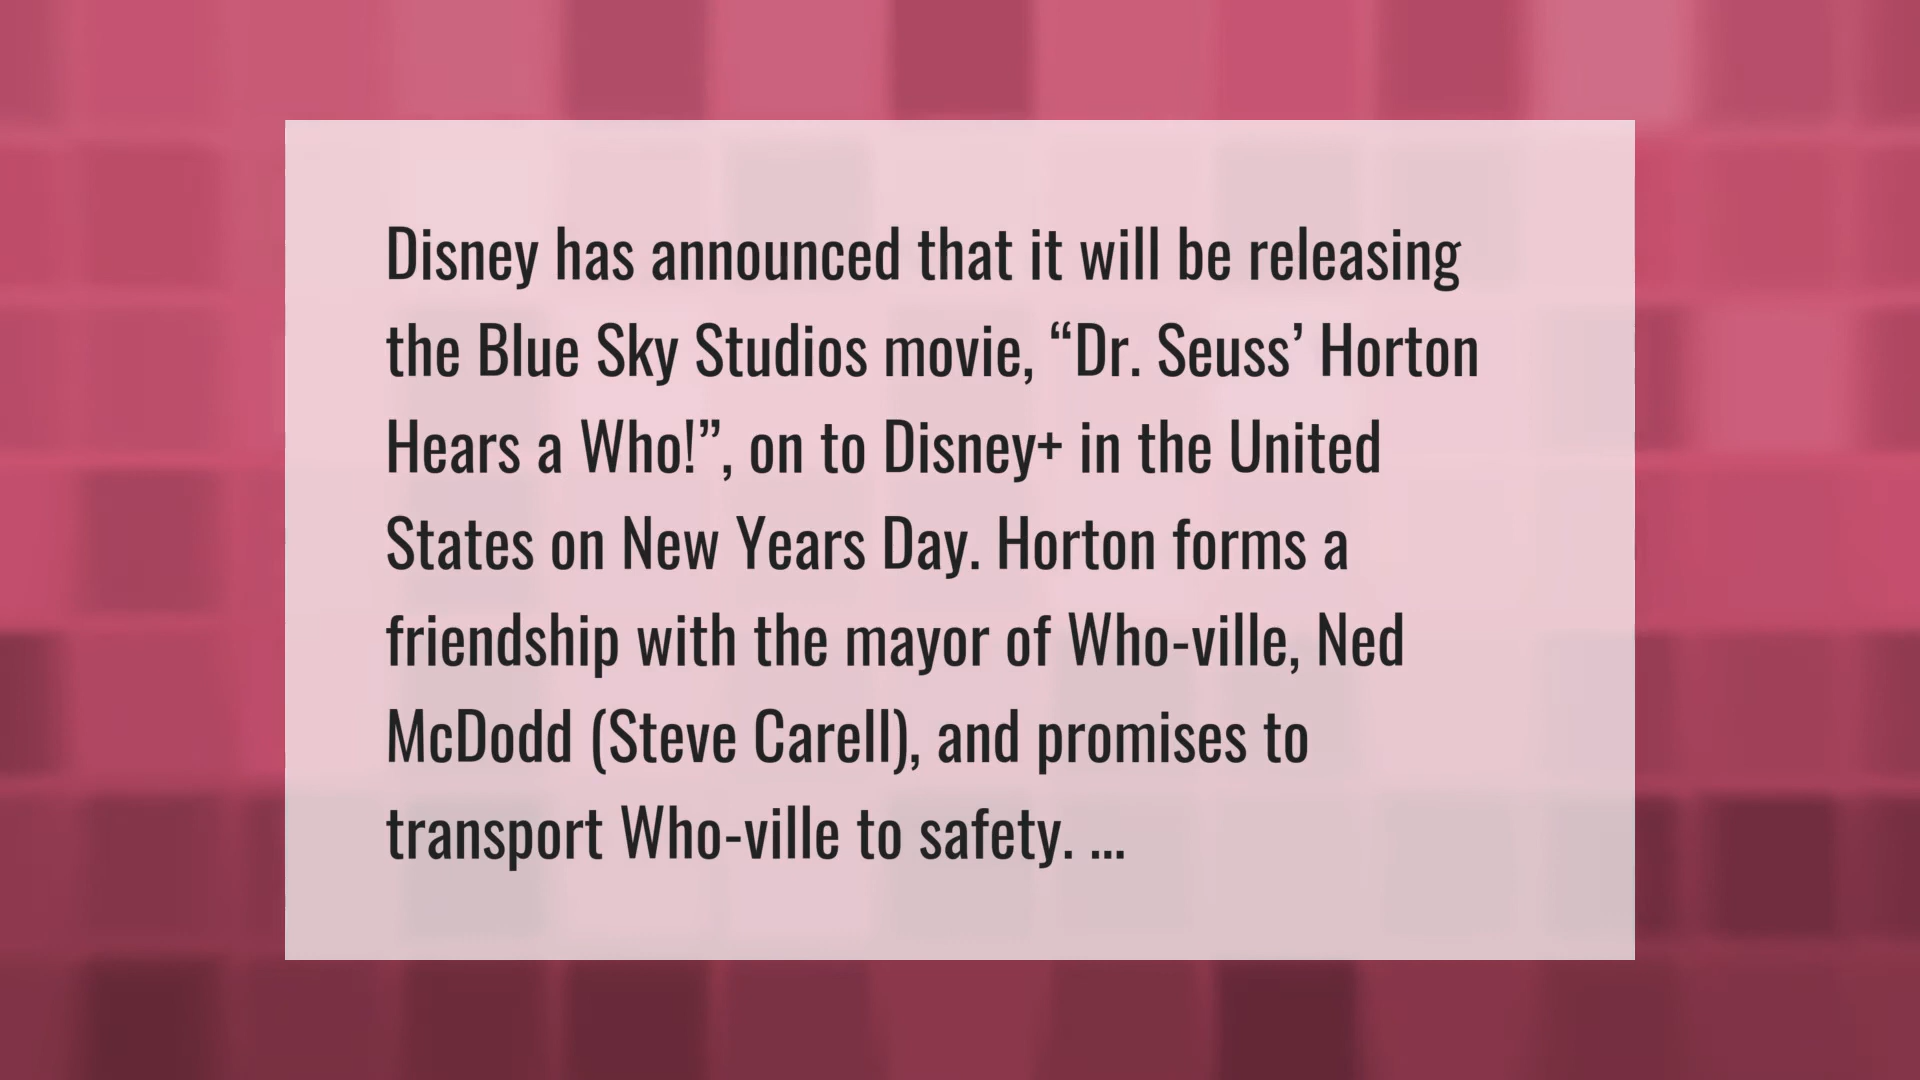 Disney has announced that it will be releasing
the Blue Sky Studios movie, “Dr. Seuss’ Horton
Hears a Who!”, on to Disney+ in the United
States on New Years Day. Horton forms a
friendship with the mayor of Who-ville, Ned
McDodd (Steve Carell), and promises to
transport Who-ville to safety. ...